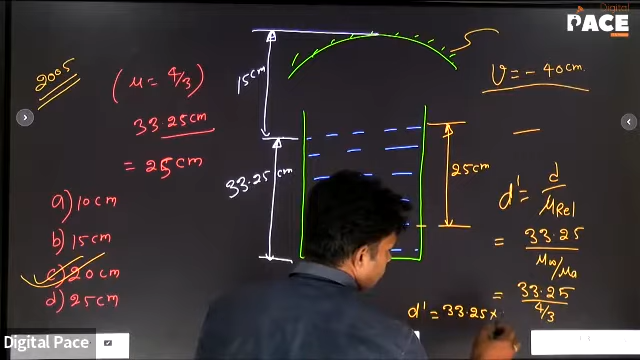 Digital
PACE
2005
(μ = 4/3)
33.25cm
= 25cm
a) 10cm
b) 15cm
c) 20cm
d) 25cm
15cm
33.25cm
25cm
v = - 40cm.
d' = d/μRel
= 33.25/μw/μa
= 33.25/4/3
d' = 33.25×
Digital Pace